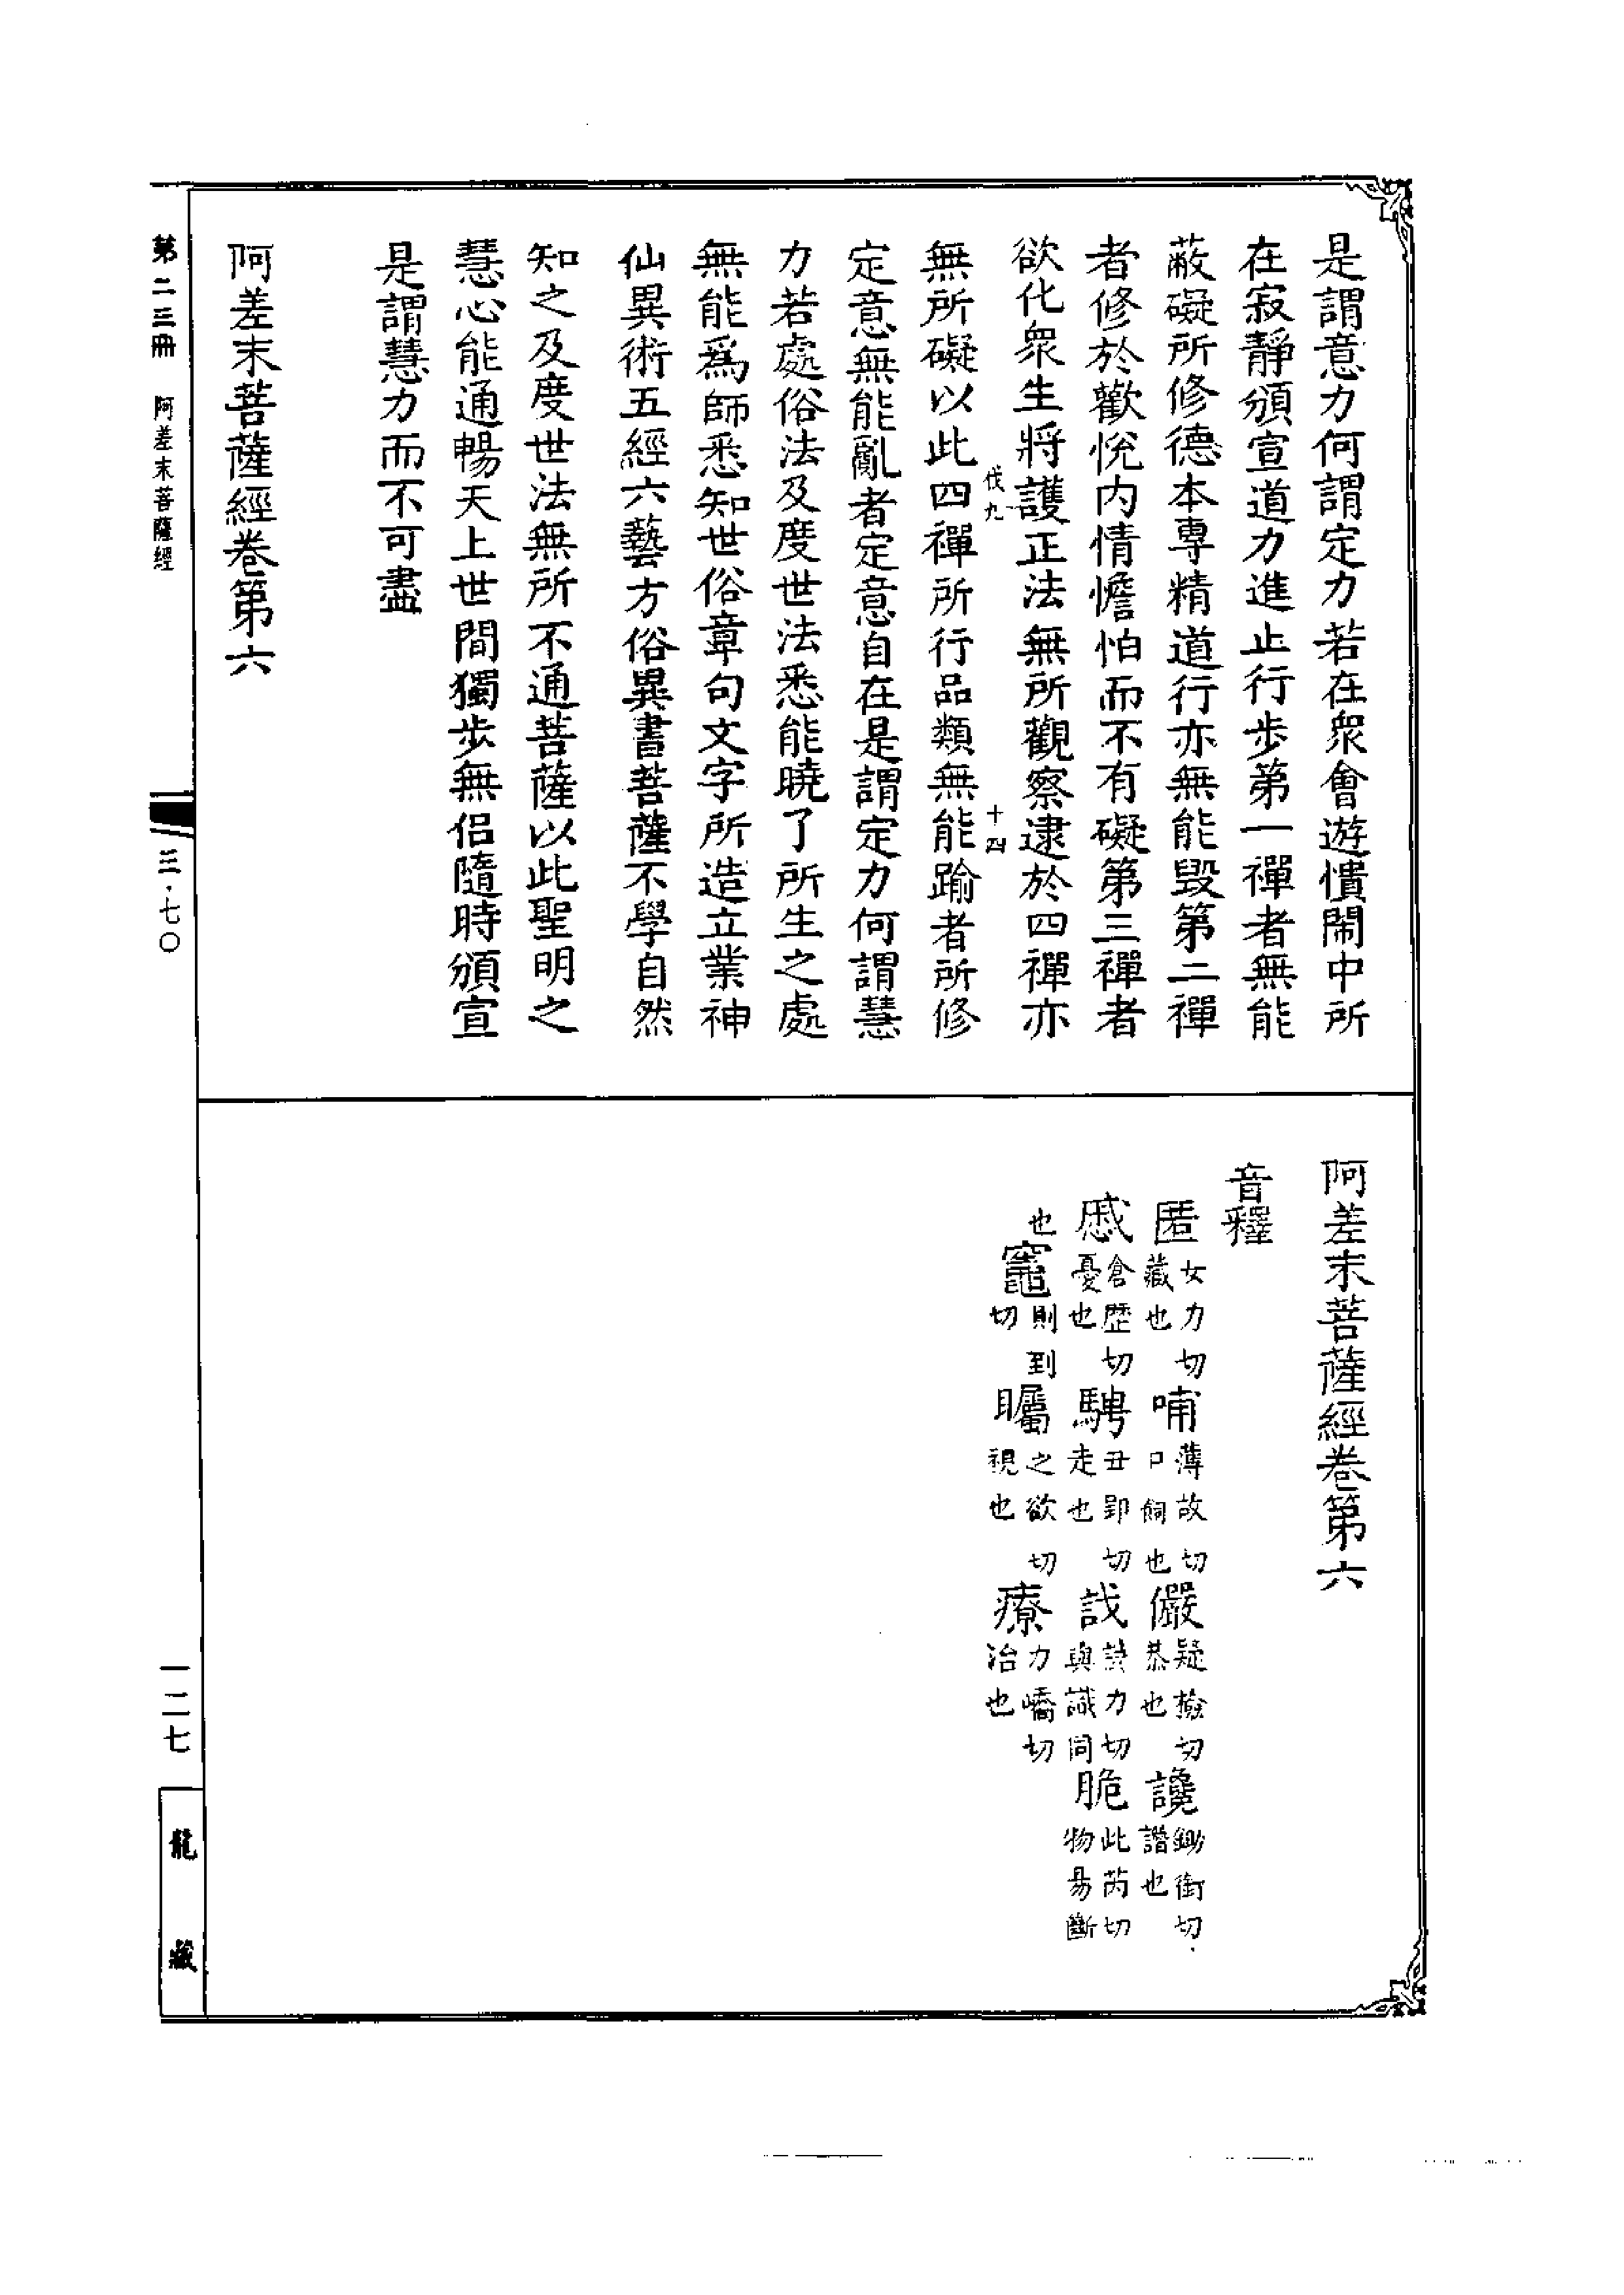 是謂意力何謂定力若在衆會遊憒閙中所
在寂靜頒宣道力進止行步第一禪者無能
蔽礙所修德本專精道行亦無能毀第二禪
者修於歡悅内情憺怕而不有礙第三禪者
欲化衆生將護正法無所觀察逮於四禪亦
伐九 十四
無所礙以此四禪所行品類無能踰者所修
定意無能亂者定意自在是謂定力何謂慧
力若處俗法及度世法悉能曉了所生之處
無能爲師悉知世俗章句文字所造立業神
仙異術五經六藝方俗異書菩薩不學自然
知之及度世法無所不通菩薩以此聖明之
慧心能通暢天上世間獨步無侶隨時頒宣
是謂慧力而不可盡
阿差末菩薩經卷第六
第二三冊 阿差末菩薩經 三·七〇
阿差末菩薩經卷第六
音釋
匿女力切藏也 哺薄故切口飼也 儼疑撿切恭也 讒鋤銜切譖也
慼倉歷切憂也 騁丑郢切走也 䛊力切與識同 脆此芮切物易斷
也 竈則到切 矚之欲切視也 療力嶠切治也
一二七
龍藏